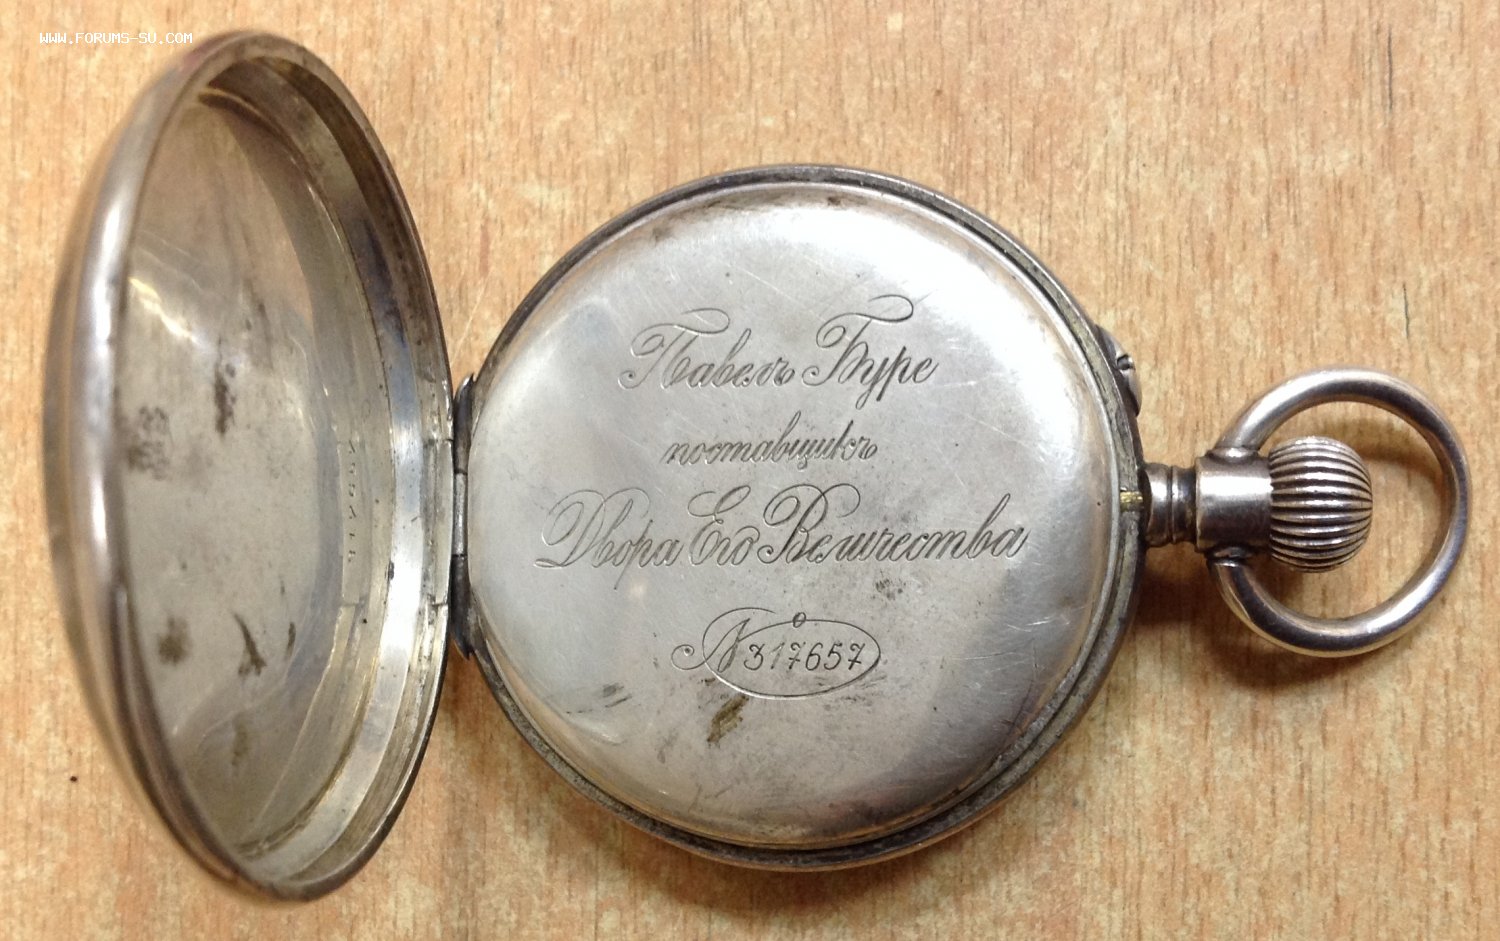 WWW.FORUMS-SU.COM
Павелъ Буре
поставщикъ
Двора Его Величества
№ 317657